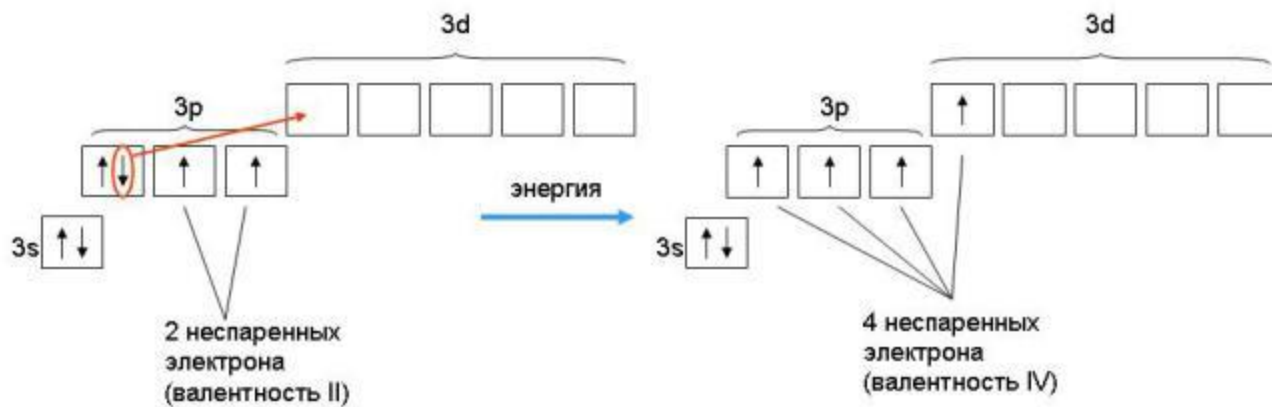 3d
3p
3s
2 неспаренных
электрона
(валентность II)
энергия
3d
3p
3s
4 неспаренных
электрона
(валентность IV)